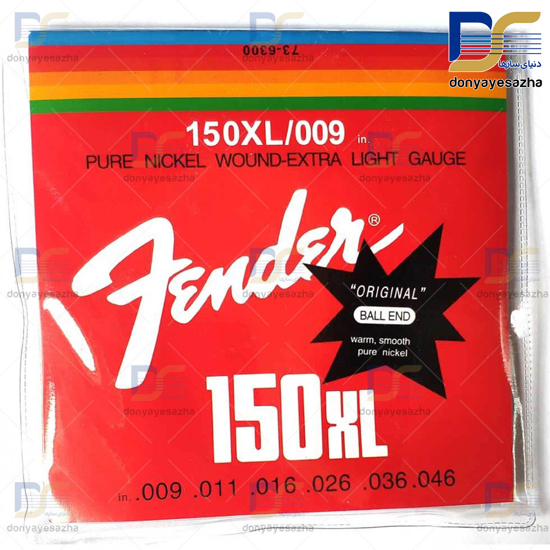 دنیای سازها
donyayesazha
73-6300
150XL/009 in.
PURE NICKEL WOUND-EXTRA LIGHT GAUGE
Fender®
"ORIGINAL"
BALL END
warm, smooth
pure nickel
150XL
in. .009 .011 .016 .026 .036 .046